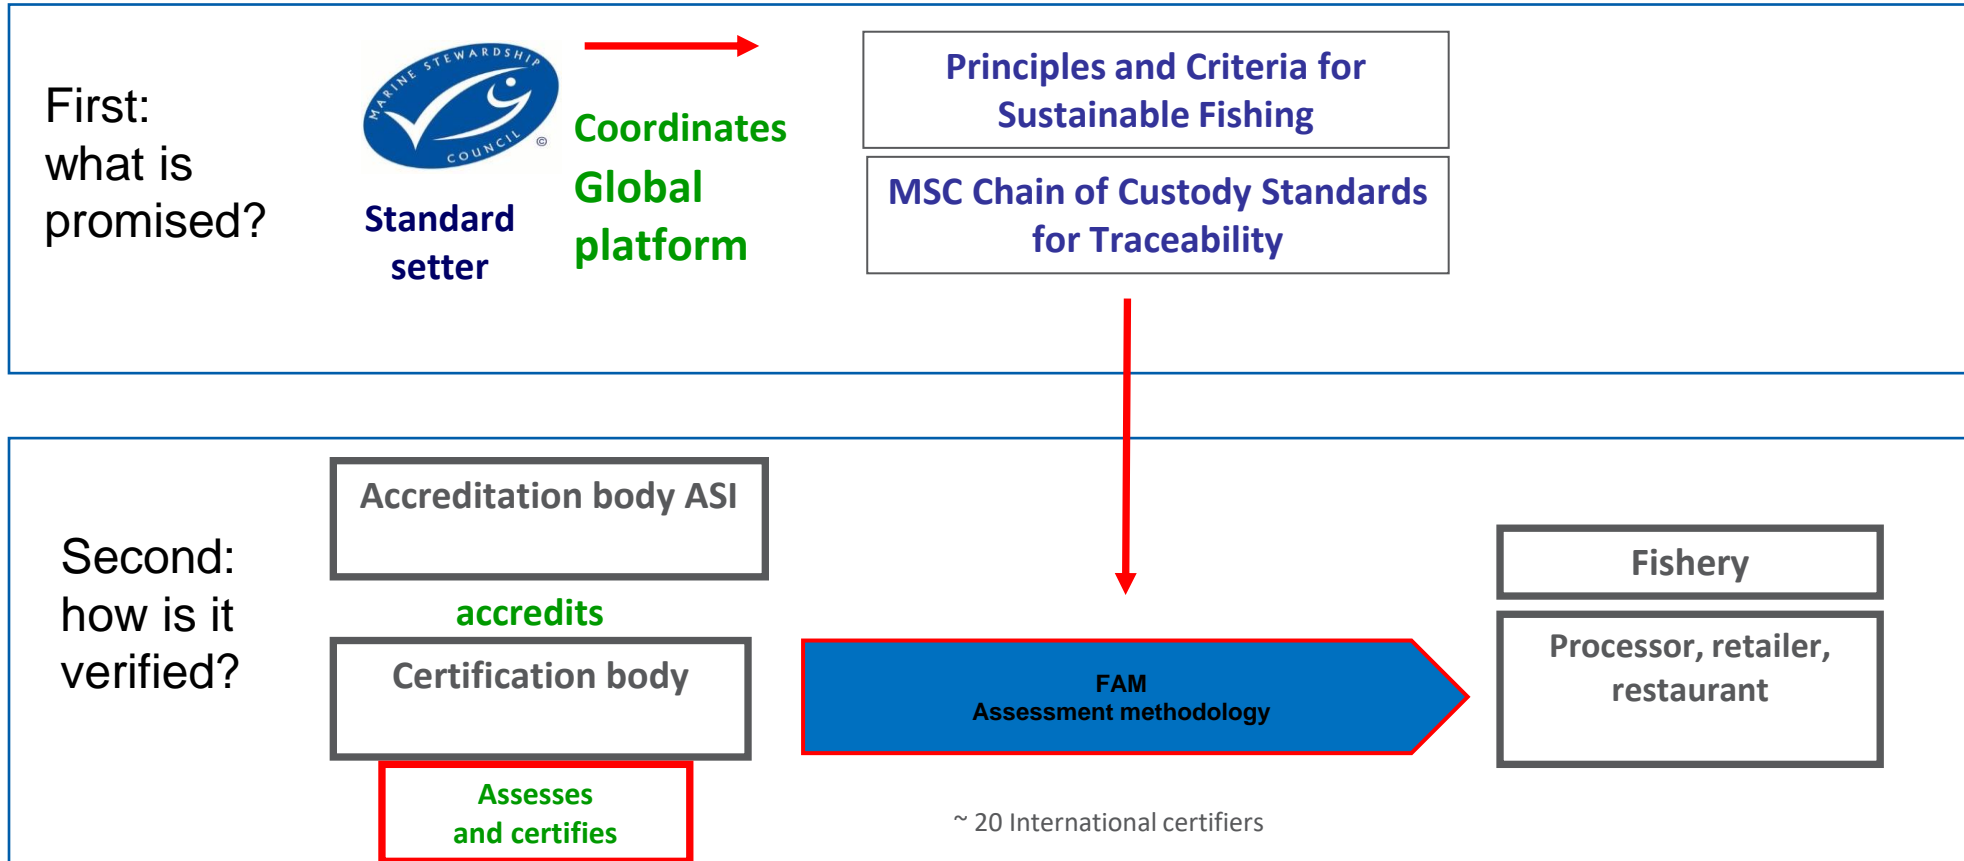 First:
what is
promised?
MARINE STEWARDSHIP
COUNCIL
©
Standard
setter
Coordinates
Global
platform
Principles and Criteria for
Sustainable Fishing
MSC Chain of Custody Standards
for Traceability
Second:
how is it
verified?
Accreditation body ASI
accredits
Certification body
Assesses
and certifies
FAM
Assessment methodology
~ 20 International certifiers
Fishery
Processor, retailer,
restaurant